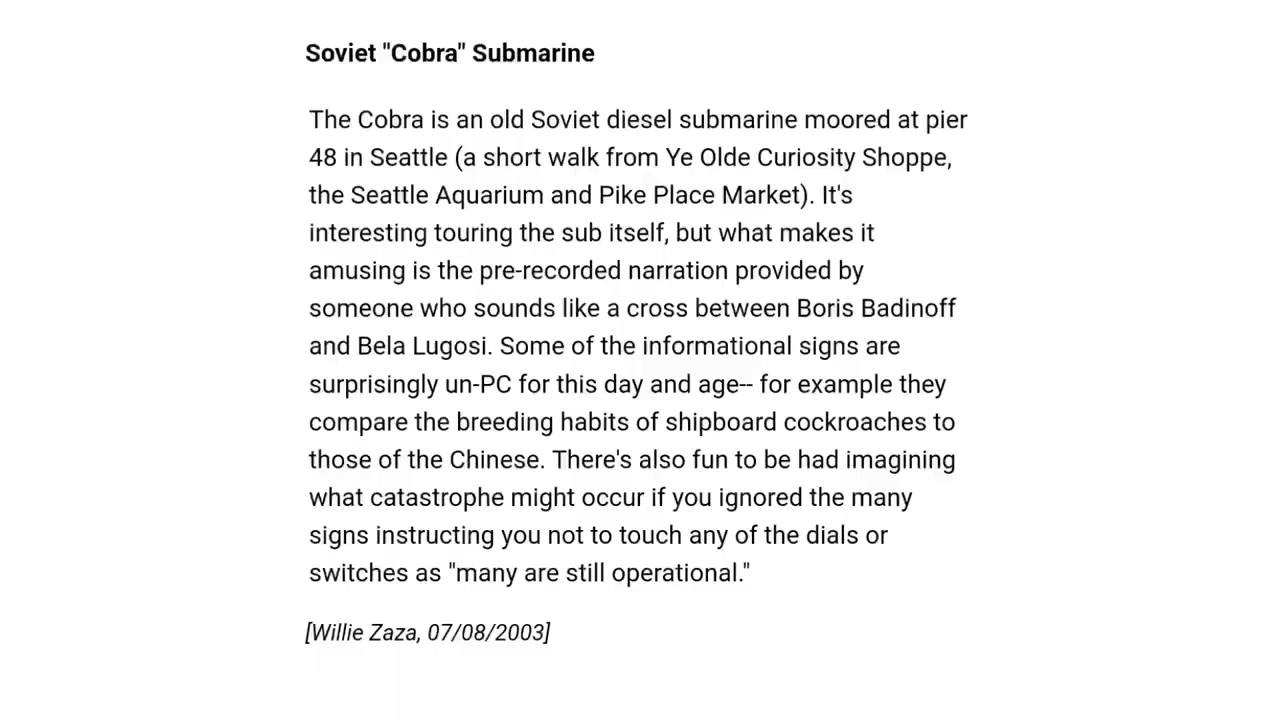 Soviet "Cobra" Submarine
The Cobra is an old Soviet diesel submarine moored at pier
48 in Seattle (a short walk from Ye Olde Curiosity Shoppe,
the Seattle Aquarium and Pike Place Market). It's
interesting touring the sub itself, but what makes it
amusing is the pre-recorded narration provided by
someone who sounds like a cross between Boris Badinoff
and Bela Lugosi. Some of the informational signs are
surprisingly un-PC for this day and age-- for example they
compare the breeding habits of shipboard cockroaches to
those of the Chinese. There's also fun to be had imagining
what catastrophe might occur if you ignored the many
signs instructing you not to touch any of the dials or
switches as "many are still operational."
[Willie Zaza, 07/08/2003]